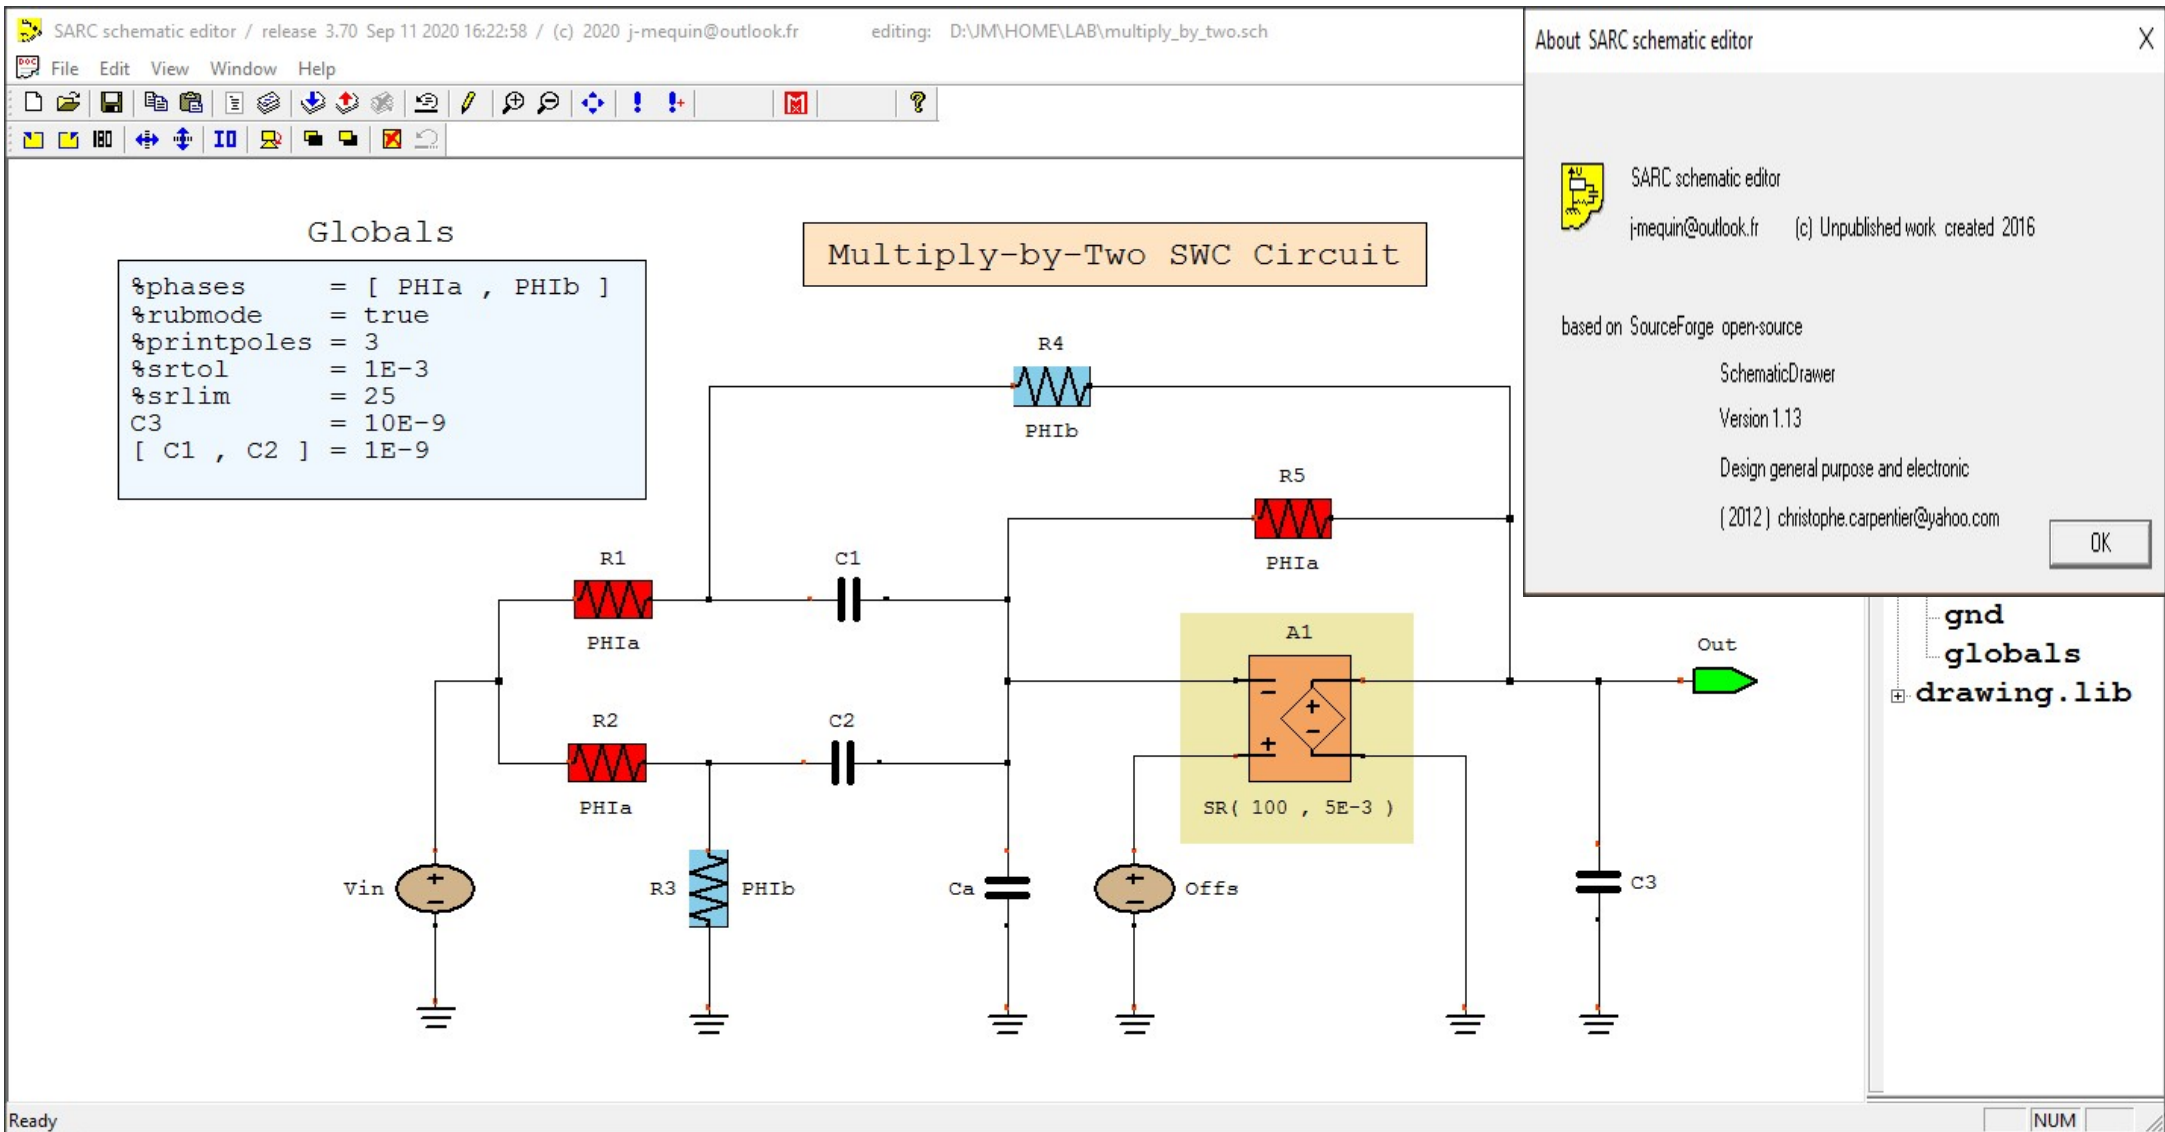 SARC schematic editor / release 3.70 Sep 11 2020 16:22:58 / (c) 2020 j-mequin@outlook.fr editing: D:\JM\HOME\LAB\multiply_by_two.sch
File Edit View Window Help
180
Globals
%phases = [ PHIa , PHIb ]
%rubmode = true
%printpoles = 3
%srtol = 1E-3
%srlim = 25
C3 = 10E-9
[ C1 , C2 ] = 1E-9
Multiply-by-Two SWC Circuit
R4
PHIb
R5
PHIa
R1
PHIa
C1
R2
PHIa
C2
A1
SR( 100 , 5E-3 )
Out
Vin
R3 PHIb
Ca
Offs
C3
About SARC schematic editor X
SARC schematic editor
j-mequin@outlook.fr (c) Unpublished work created 2016
based on SourceForge open-source
SchematicDrawer
Version 1.13
Design general purpose and electronic
( 2012 ) christophe.carpentier@yahoo.com
OK
gnd
globals
drawing.lib
Ready
NUM